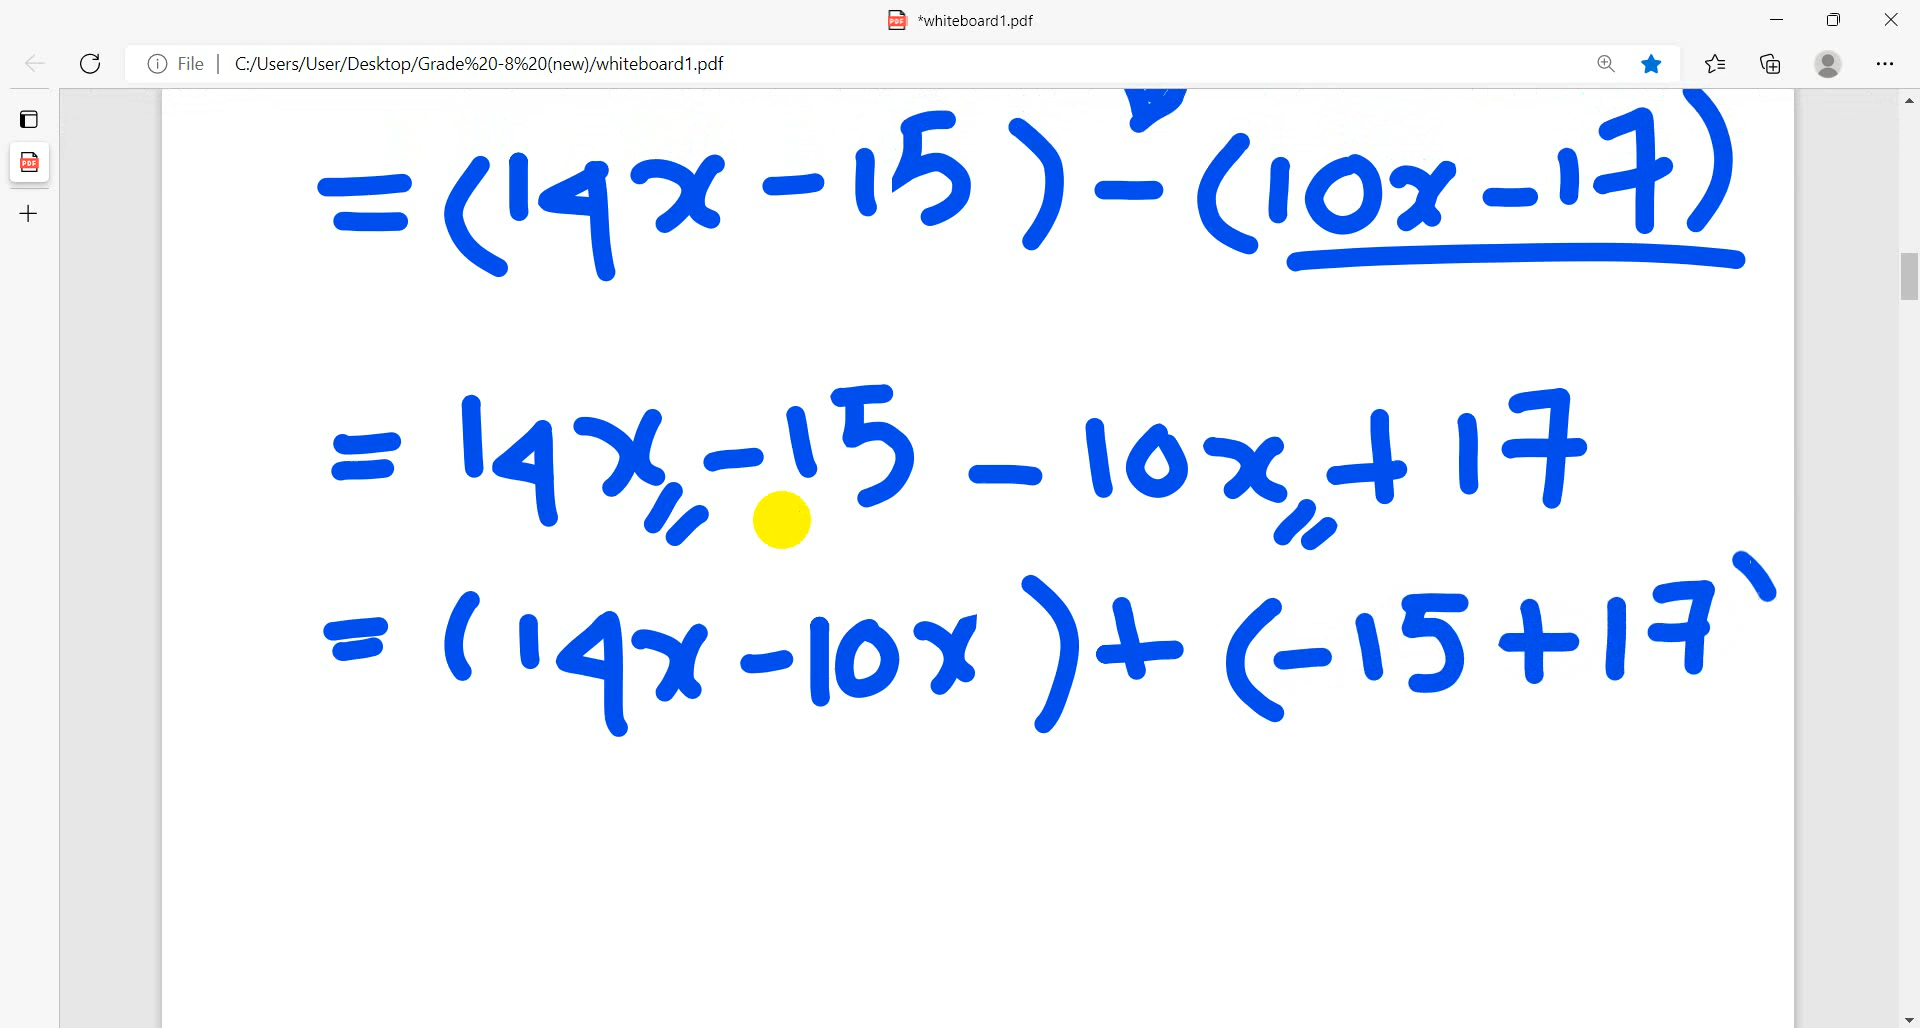 *whiteboard1.pdf
File | C:/Users/User/Desktop/Grade%20-8%20(new)/whiteboard1.pdf
= (14x - 15) - (10x - 17)
= 14x - 15 - 10x + 17
= (14x - 10x) + (-15 + 17